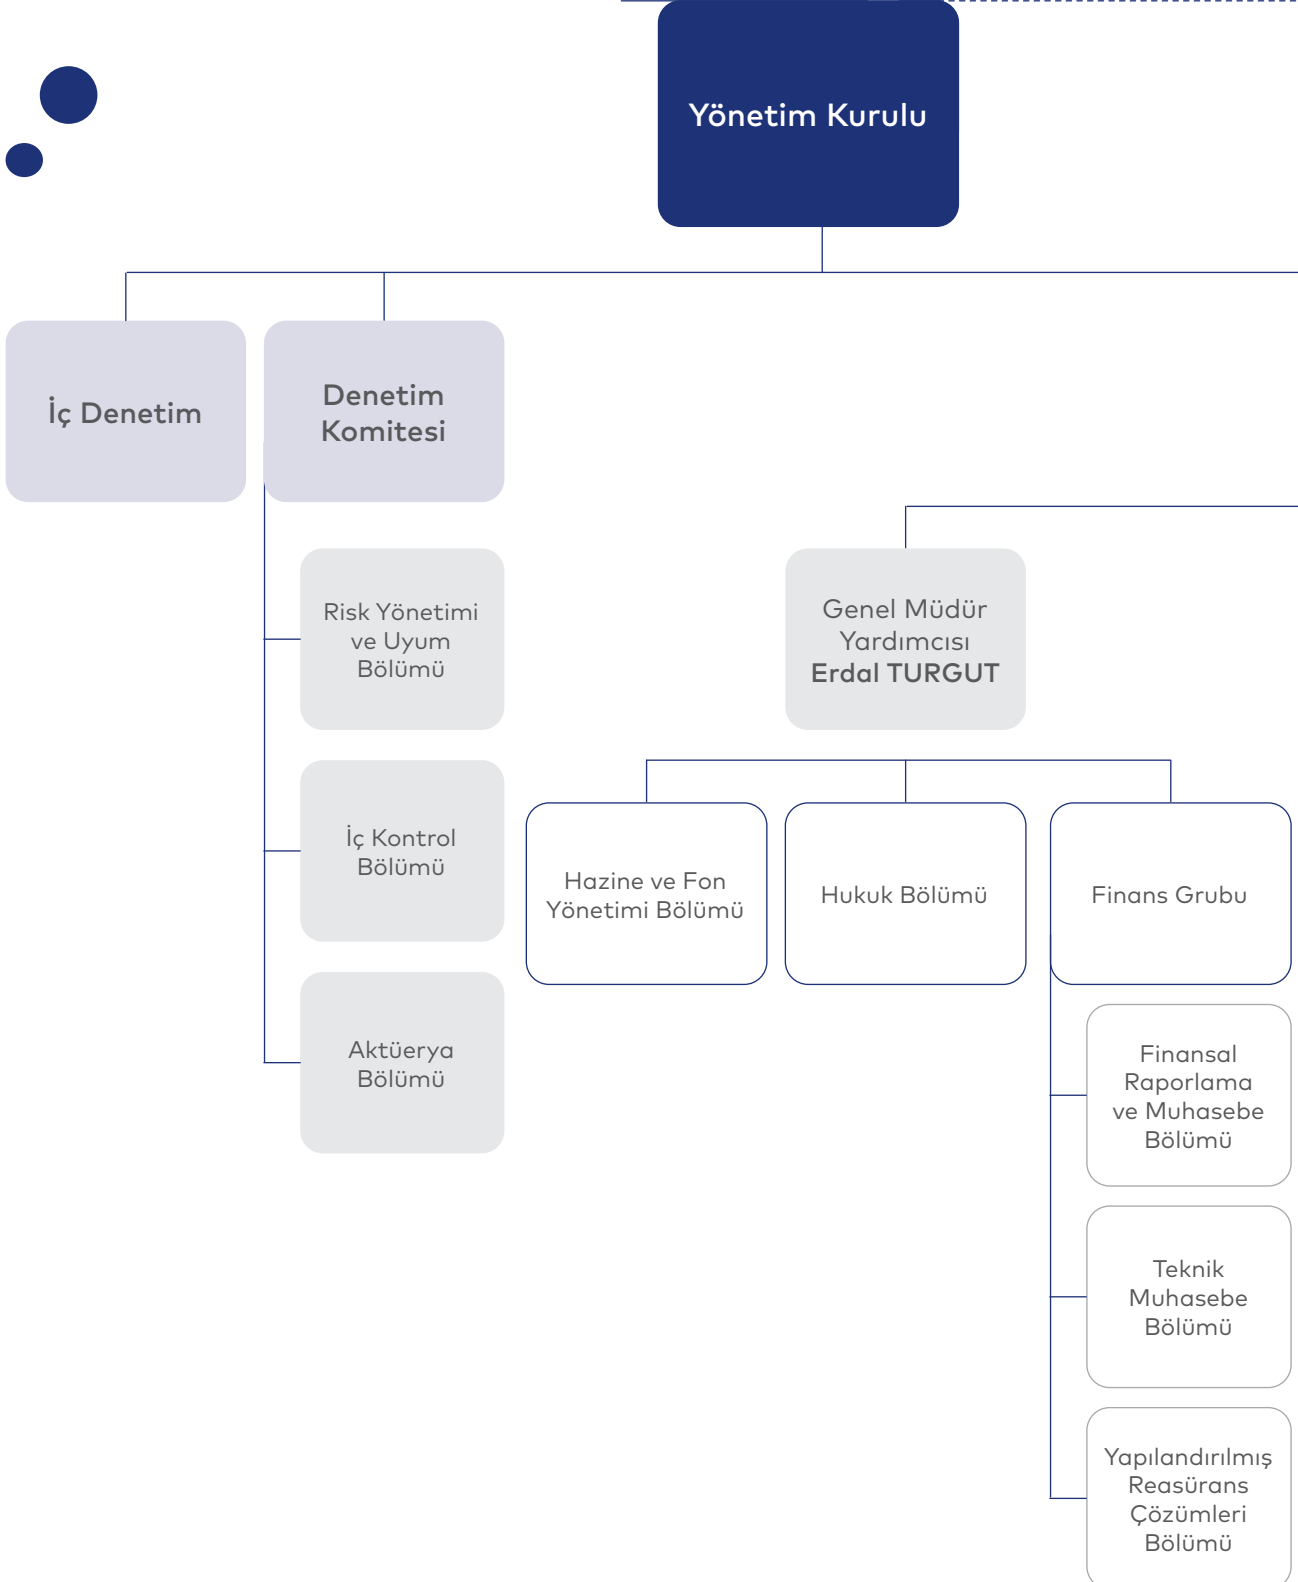 Yönetim Kurulu
İç Denetim
Denetim
Komitesi
Risk Yönetimi
ve Uyum
Bölümü
İç Kontrol
Bölümü
Aktüerya
Bölümü
Genel Müdür
Yardımcısı
Erdal TURGUT
Hazine ve Fon
Yönetimi Bölümü
Hukuk Bölümü
Finans Grubu
Finansal
Raporlama
ve Muhasebe
Bölümü
Teknik
Muhasebe
Bölümü
Yapılandırılmış
Reasürans
Çözümleri
Bölümü